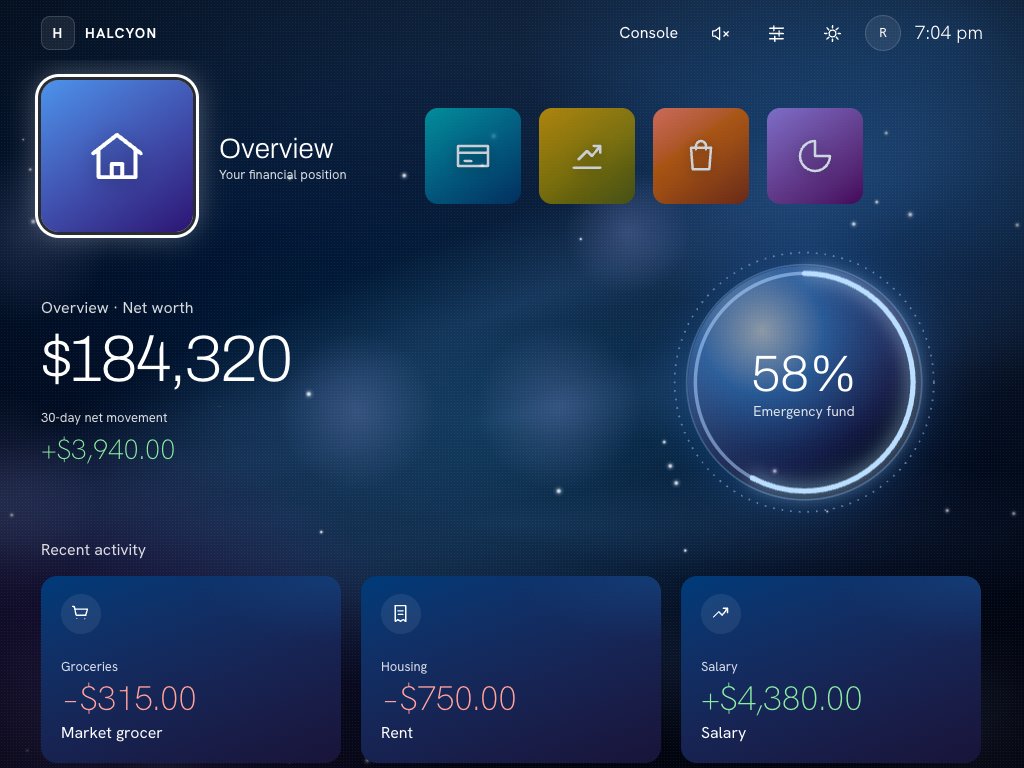 H HALCYON
Console
R
7:04 pm
Overview
Your financial position
Overview · Net worth
$184,320
30-day net movement
+$3,940.00
58%
Emergency fund
Recent activity
Groceries
−$315.00
Market grocer
Housing
−$750.00
Rent
Salary
+$4,380.00
Salary